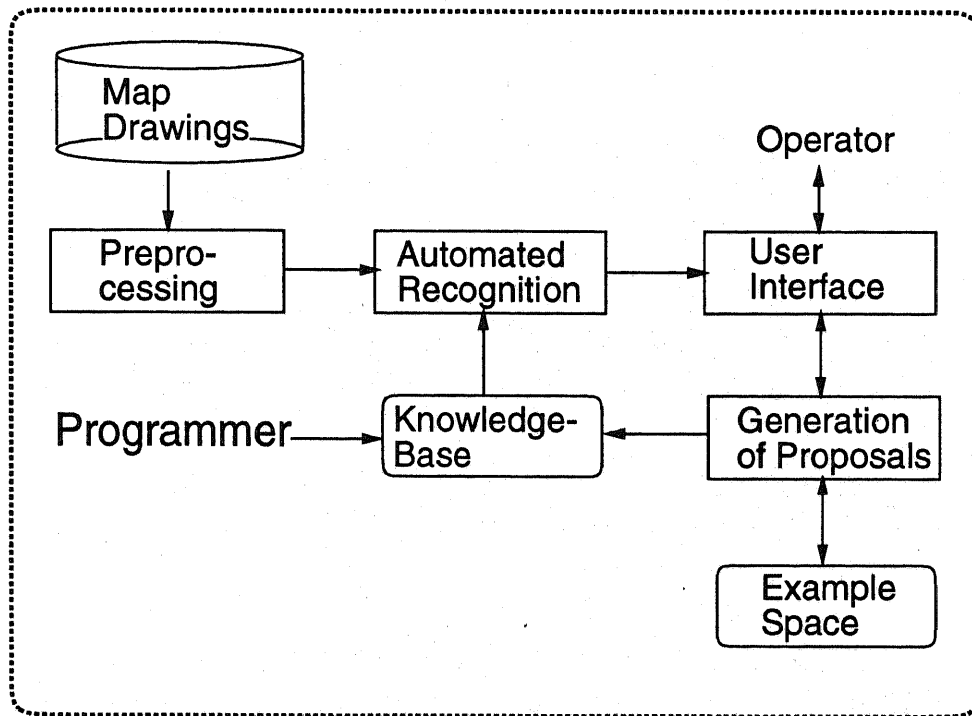 Map
Drawings
Operator
Prepro-
cessing
Automated
Recognition
User
Interface
Programmer
Knowledge-
Base
Generation
of Proposals
Example
Space